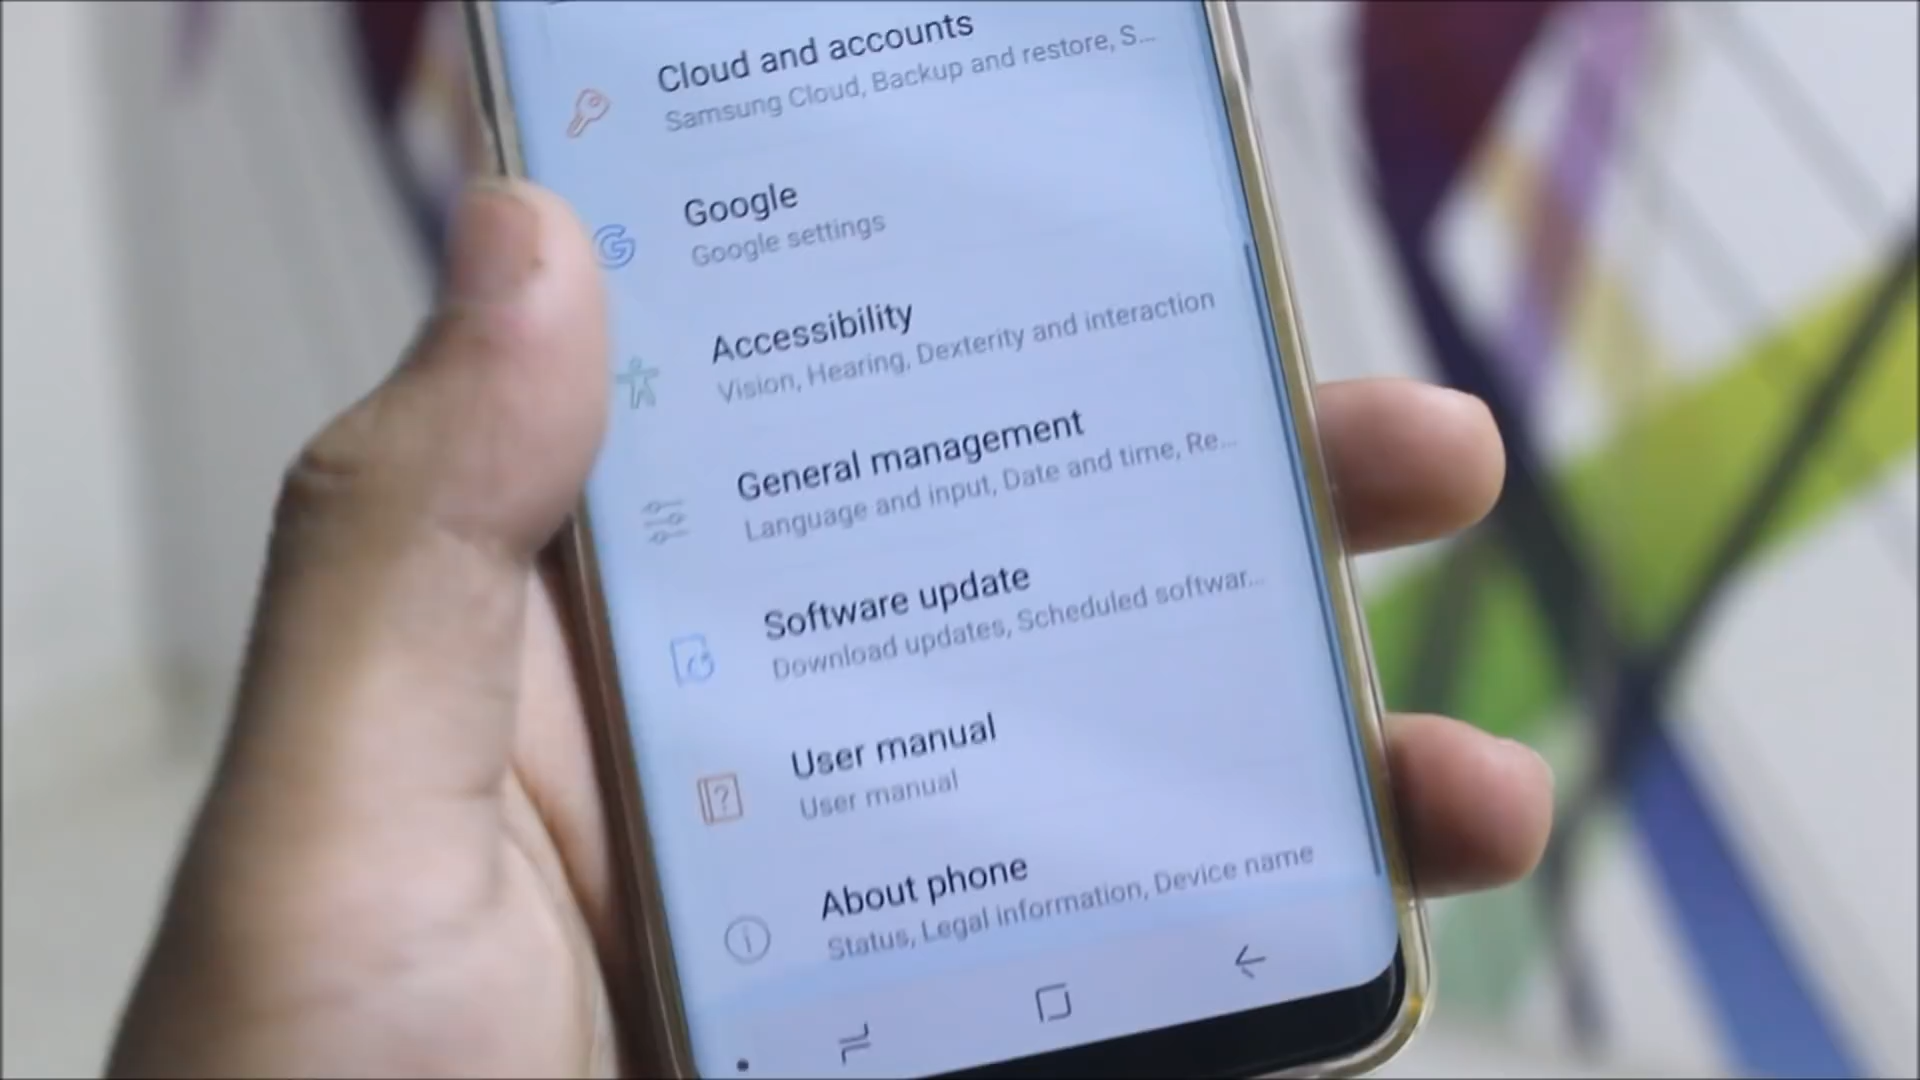 Cloud and accounts
Samsung Cloud, Backup and restore, S...
Google
Google settings
Accessibility
Vision, Hearing, Dexterity and interaction
General management
Language and input, Date and time, Re...
Software update
Download updates, Scheduled softwar...
User manual
User manual
About phone
Status, Legal information, Device name